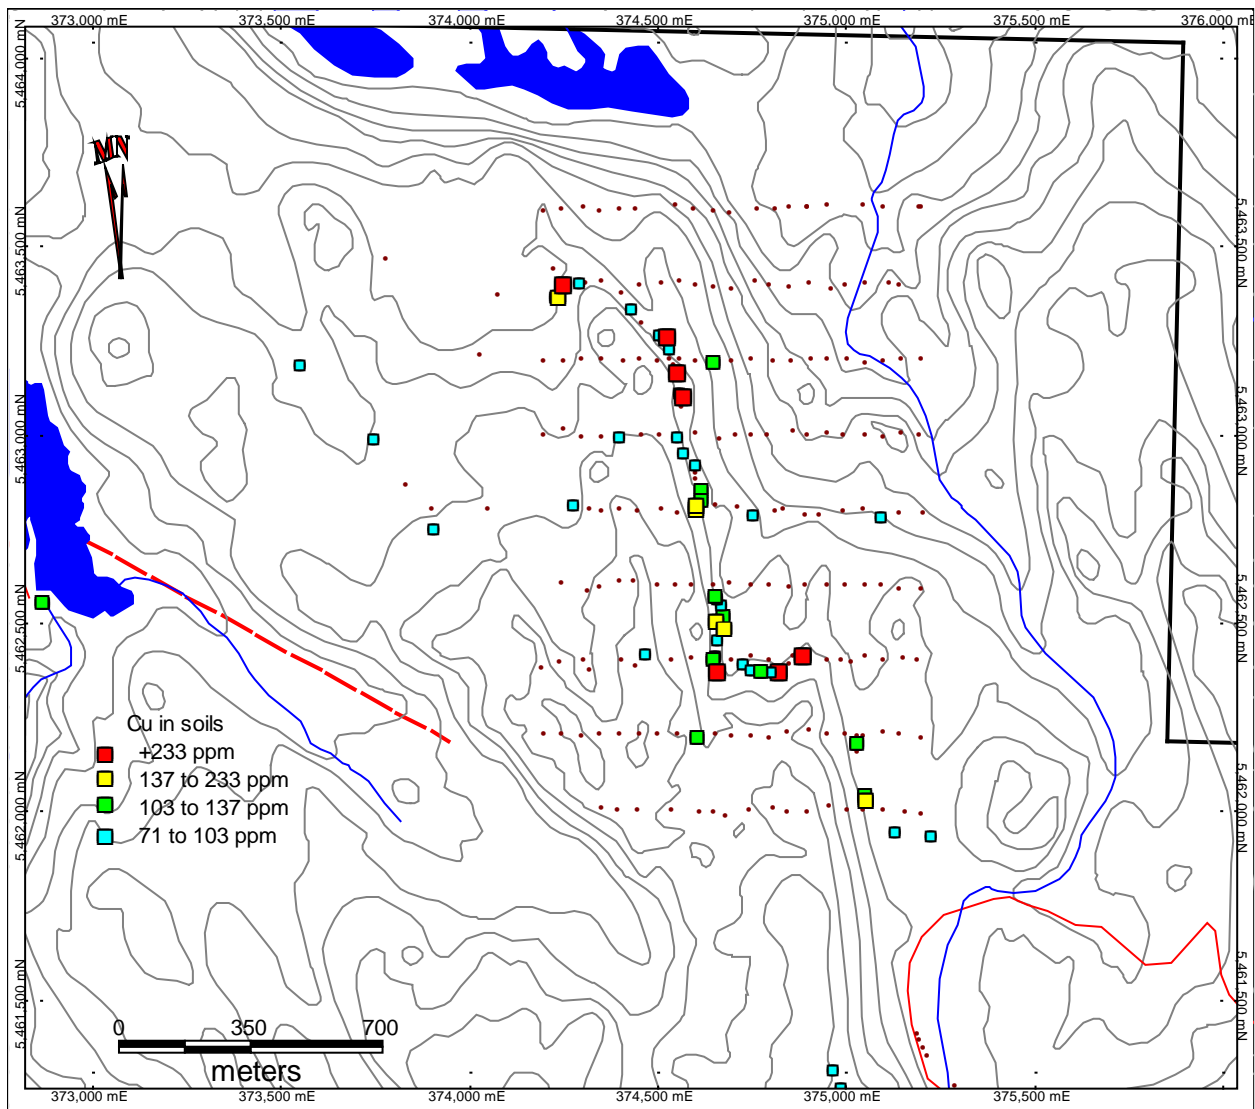 373,000 mE 373,500 mE 374,000 mE 374,500 mE 375,000 mE 375,500 mE 376,000 mE
5,464,000 mN
5,463,500 mN
5,463,000 mN
5,462,500 mN
5,462,000 mN
5,461,500 mN
MN
Cu in soils
+233 ppm
137 to 233 ppm
103 to 137 ppm
71 to 103 ppm
0 350 700
meters
5,463,500 mN
5,463,000 mN
5,462,500 mN
5,462,000 mN
5,461,500 mN
373,000 mE 373,500 mE 374,000 mE 374,500 mE 375,000 mE 375,500 mE 376,000 mE